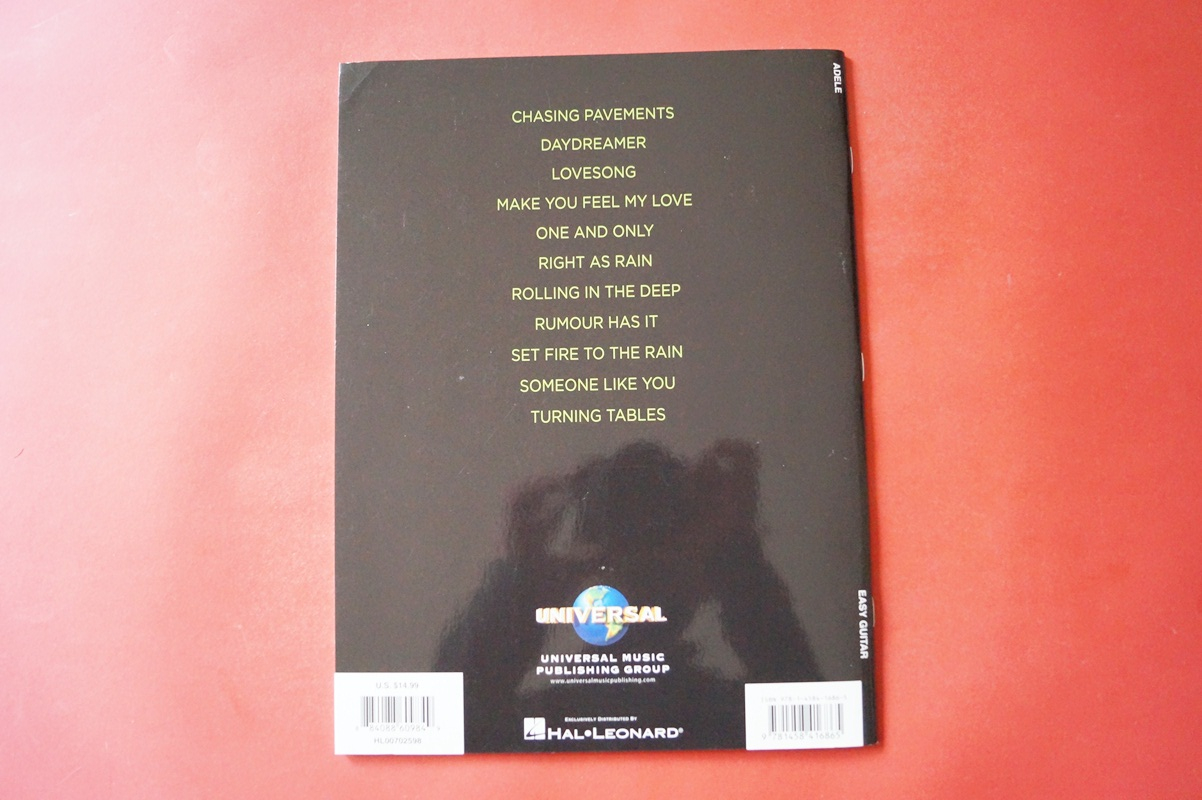 ADELE
CHASING PAVEMENTS
DAYDREAMER
LOVESONG
MAKE YOU FEEL MY LOVE
ONE AND ONLY
RIGHT AS RAIN
ROLLING IN THE DEEP
RUMOUR HAS IT
SET FIRE TO THE RAIN
SOMEONE LIKE YOU
TURNING TABLES
EASY GUITAR
UNIVERSAL
UNIVERSAL MUSIC
PUBLISHING GROUP
www.universalmusicpublishing.com
U.S. $14.99
HL00702598
EXCLUSIVELY DISTRIBUTED BY
HAL•LEONARD®